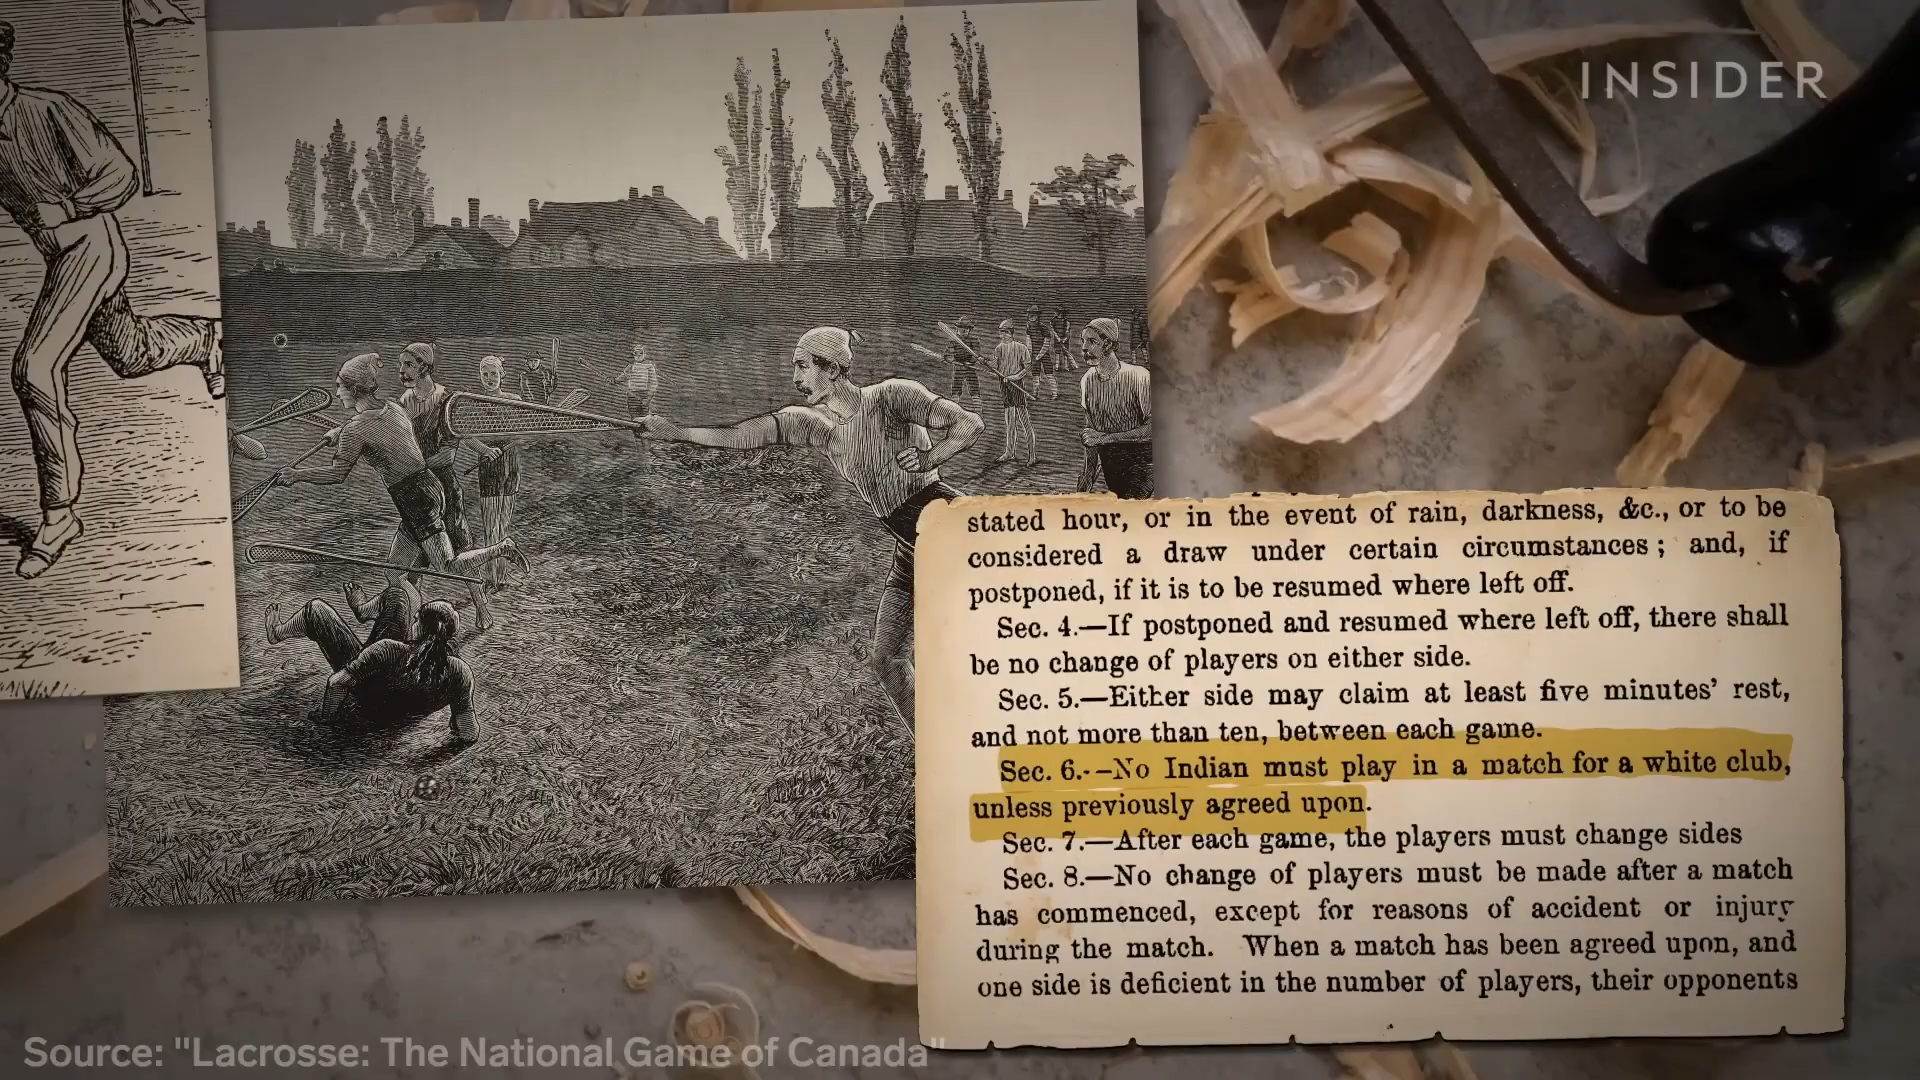 INSIDER
stated hour, or in the event of rain, darkness, &c., or to be
considered a draw under certain circumstances; and, if
postponed, if it is to be resumed where left off.
Sec. 4.—If postponed and resumed where left off, there shall
be no change of players on either side.
Sec. 5.—Either side may claim at least five minutes' rest,
and not more than ten, between each game.
Sec. 6.--No Indian must play in a match for a white club,
unless previously agreed upon.
Sec. 7.—After each game, the players must change sides
Sec. 8.—No change of players must be made after a match
has commenced, except for reasons of accident or injury
during the match. When a match has been agreed upon, and
one side is deficient in the number of players, their opponents
Source: "Lacrosse: The National Game of Canada"